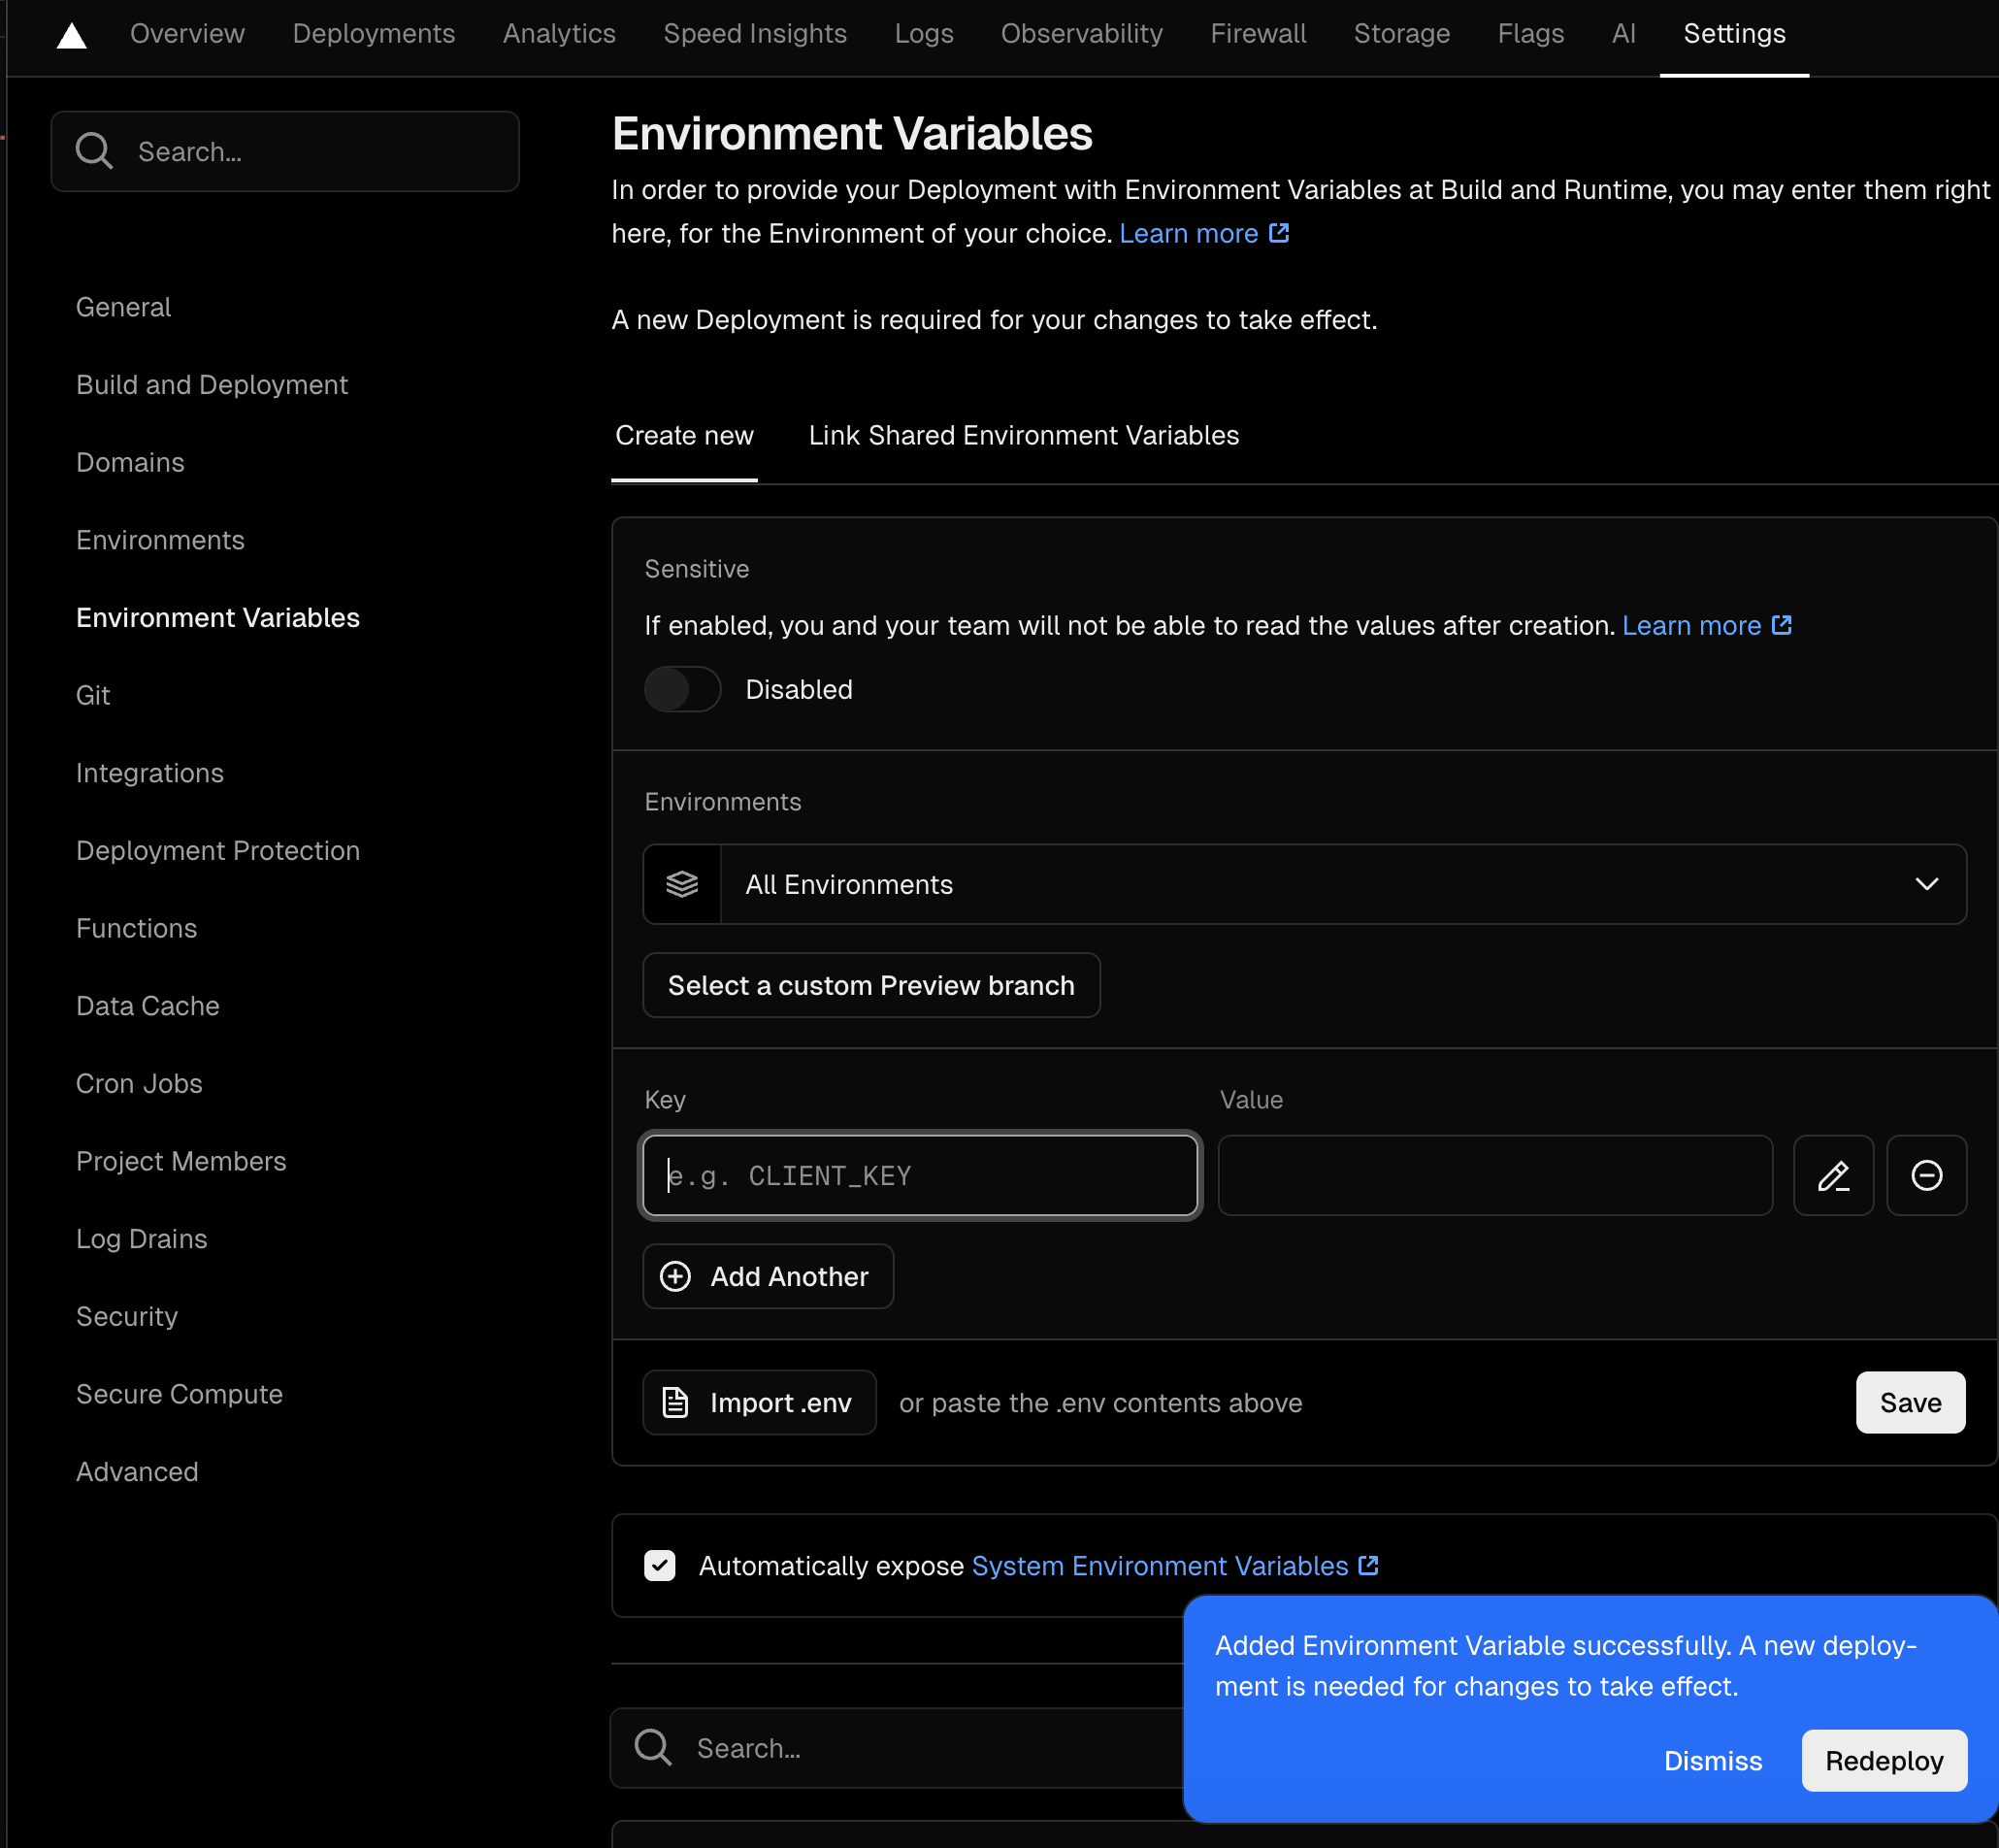 Overview Deployments Analytics Speed Insights Logs Observability Firewall Storage Flags AI Settings
Search...
General
Build and Deployment
Domains
Environments
Environment Variables
Git
Integrations
Deployment Protection
Functions
Data Cache
Cron Jobs
Project Members
Log Drains
Security
Secure Compute
Advanced
Environment Variables
In order to provide your Deployment with Environment Variables at Build and Runtime, you may enter them right
here, for the Environment of your choice. Learn more
A new Deployment is required for your changes to take effect.
Create new Link Shared Environment Variables
Sensitive
If enabled, you and your team will not be able to read the values after creation. Learn more
Disabled
Environments
All Environments
Select a custom Preview branch
Key Value
e.g. CLIENT_KEY
Add Another
Import .env or paste the .env contents above Save
Automatically expose System Environment Variables
Search...
Added Environment Variable successfully. A new deploy-
ment is needed for changes to take effect.
Dismiss Redeploy